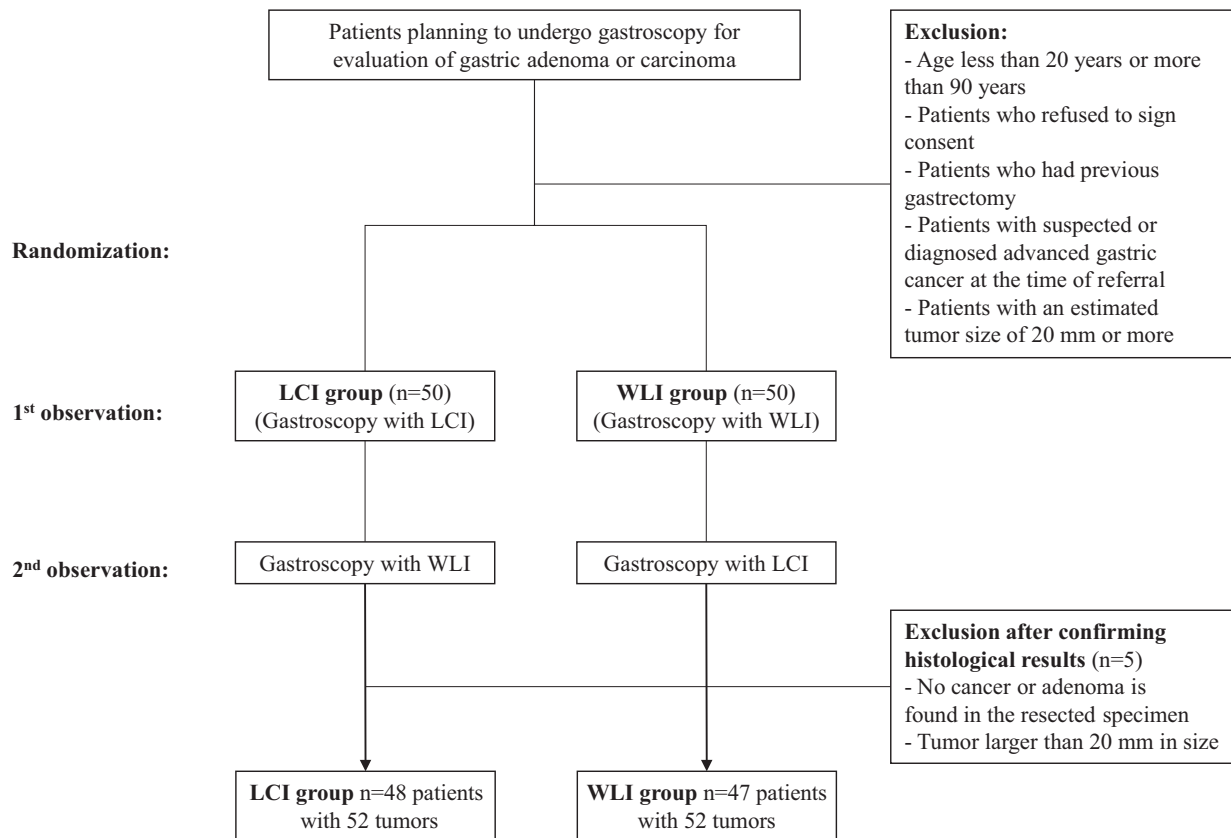 Patients planning to undergo gastroscopy for
evaluation of gastric adenoma or carcinoma
Exclusion:
- Age less than 20 years or more
than 90 years
- Patients who refused to sign
consent
- Patients who had previous
gastrectomy
- Patients with suspected or
diagnosed advanced gastric
cancer at the time of referral
- Patients with an estimated
tumor size of 20 mm or more
Randomization:
1st observation:
LCI group (n=50)
(Gastroscopy with LCI)
WLI group (n=50)
(Gastroscopy with WLI)
2nd observation:
Gastroscopy with WLI
Gastroscopy with LCI
Exclusion after confirming
histological results (n=5)
- No cancer or adenoma is
found in the resected specimen
- Tumor larger than 20 mm in size
LCI group n=48 patients
with 52 tumors
WLI group n=47 patients
with 52 tumors